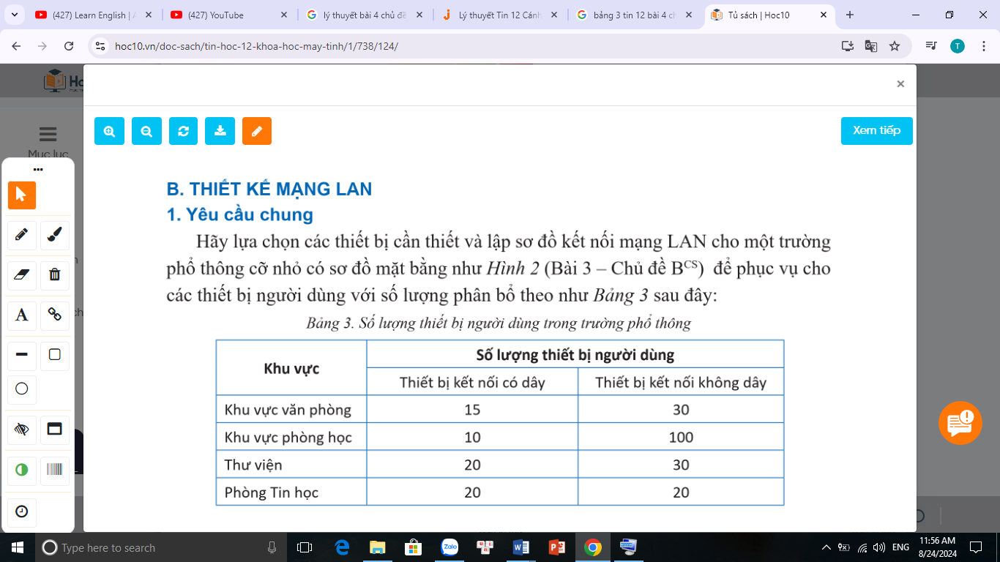 (427) Learn English | A
(427) YouTube
lý thuyết bài 4 chủ đề
Lý thuyết Tin 12 Cánh
bảng 3 tin 12 bài 4 ch
Tủ sách | Hoc10
hoc10.vn/doc-sach/tin-hoc-12-khoa-hoc-may-tinh/1/738/124/
T
Mục lục
Xem tiếp
B. THIẾT KẾ MẠNG LAN
1. Yêu cầu chung
Hãy lựa chọn các thiết bị cần thiết và lập sơ đồ kết nối mạng LAN cho một trường
phổ thông cỡ nhỏ có sơ đồ mặt bằng như Hình 2 (Bài 3 – Chủ đề Bᶜˢ) để phục vụ cho
các thiết bị người dùng với số lượng phân bổ theo như Bảng 3 sau đây:
Bảng 3. Số lượng thiết bị người dùng trong trường phổ thông
Khu vực
Số lượng thiết bị người dùng
Thiết bị kết nối có dây
Thiết bị kết nối không dây
Khu vực văn phòng 15 30
Khu vực phòng học 10 100
Thư viện 20 30
Phòng Tin học 20 20
Type here to search
Zalo
ENG
11:56 AM
8/24/2024